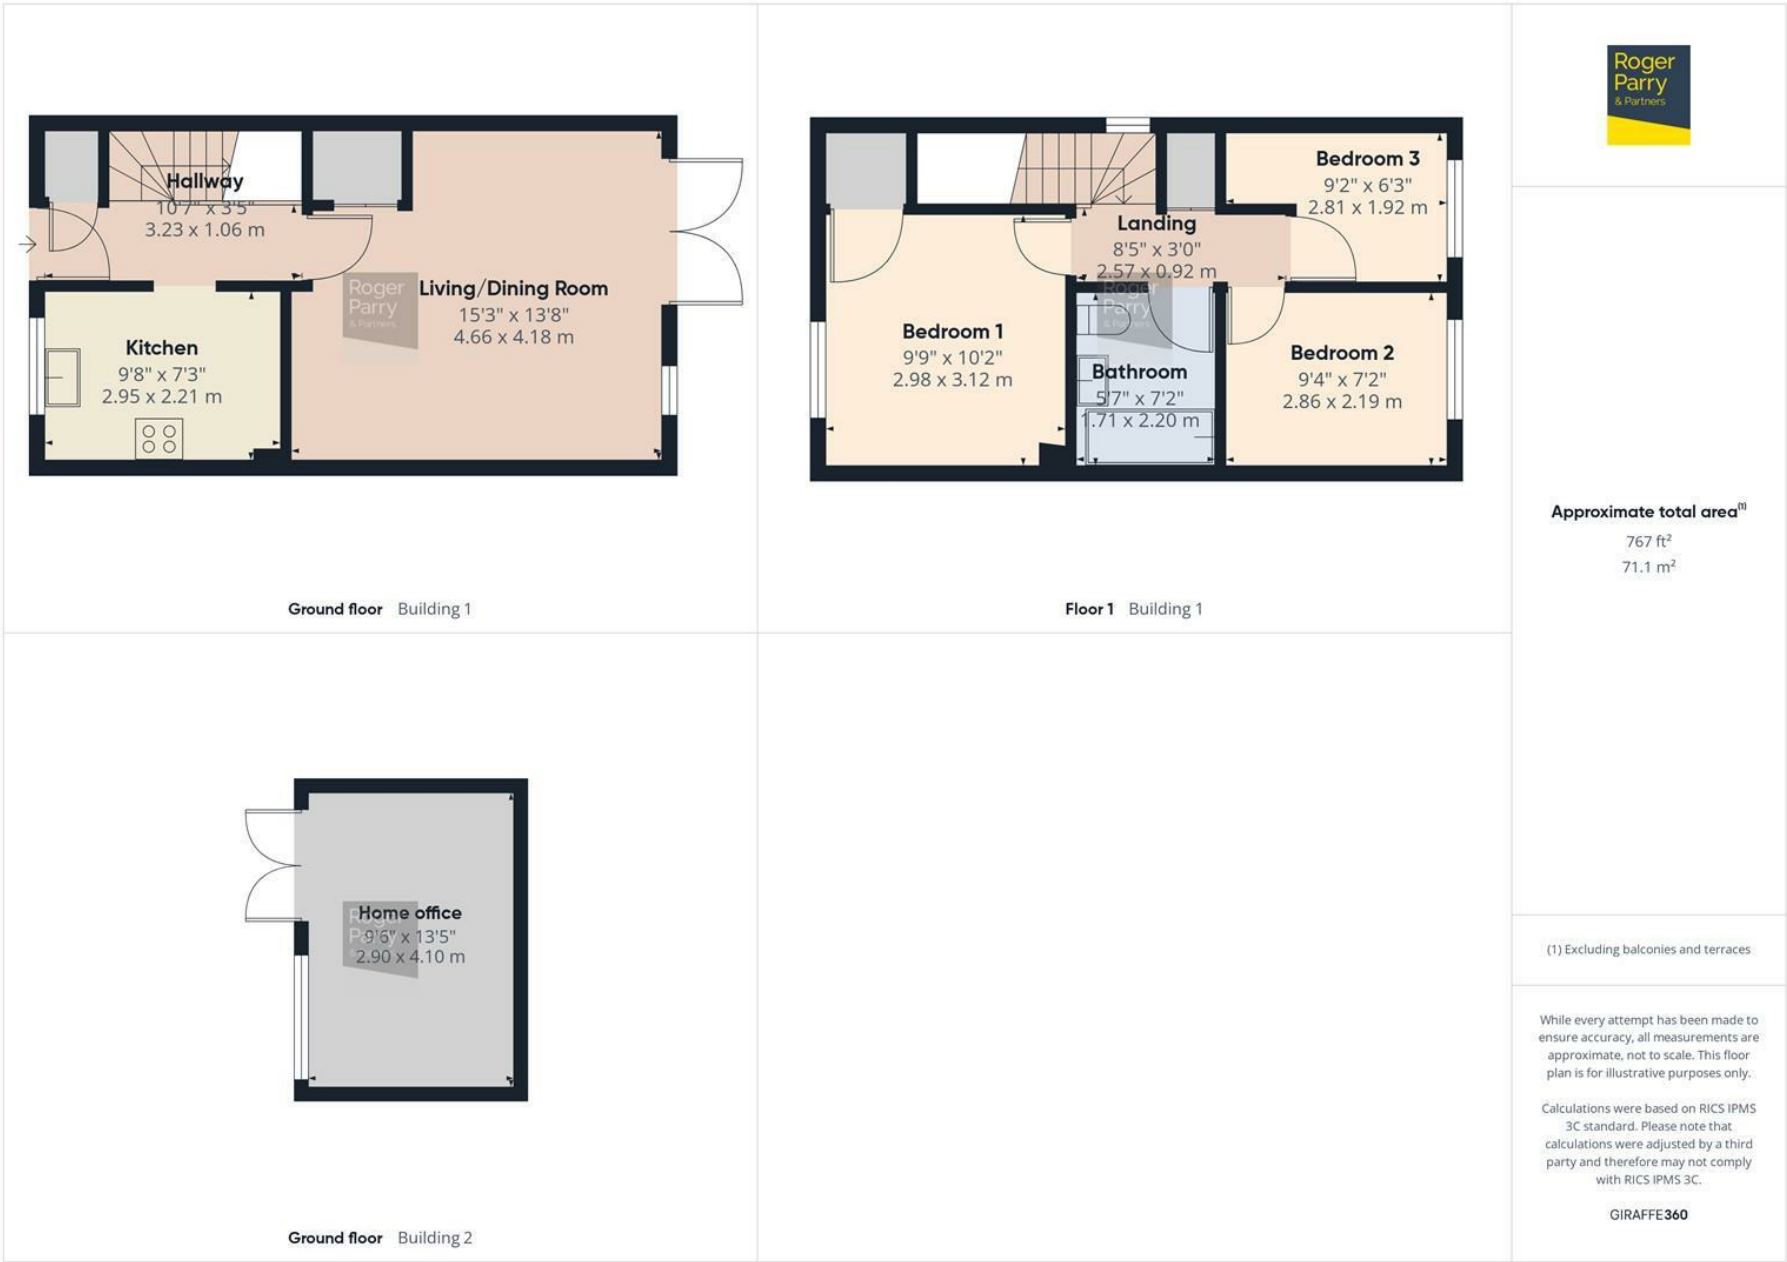 Hallway
10'7" x 3'5"
3.23 x 1.06 m
Living/Dining Room
15'3" x 13'8"
4.66 x 4.18 m
Kitchen
9'8" x 7'3"
2.95 x 2.21 m
Roger
Parry
& Partners
Ground floor Building 1
Bedroom 3
9'2" x 6'3"
2.81 x 1.92 m
Landing
8'5" x 3'0"
2.57 x 0.92 m
Roger
Parry
& Partners
Bedroom 1
9'9" x 10'2"
2.98 x 3.12 m
Bathroom
5'7" x 7'2"
1.71 x 2.20 m
Bedroom 2
9'4" x 7'2"
2.86 x 2.19 m
Floor 1 Building 1
Home office
9'6" x 13'5"
2.90 x 4.10 m
Roger
Parry
Ground floor Building 2
Roger
Parry
& Partners
Approximate total area(1)
767 ft²
71.1 m²
(1) Excluding balconies and terraces
While every attempt has been made to
ensure accuracy, all measurements are
approximate, not to scale. This floor
plan is for illustrative purposes only.
Calculations were based on RICS IPMS
3C standard. Please note that
calculations were adjusted by a third
party and therefore may not comply
with RICS IPMS 3C.
GIRAFFE360